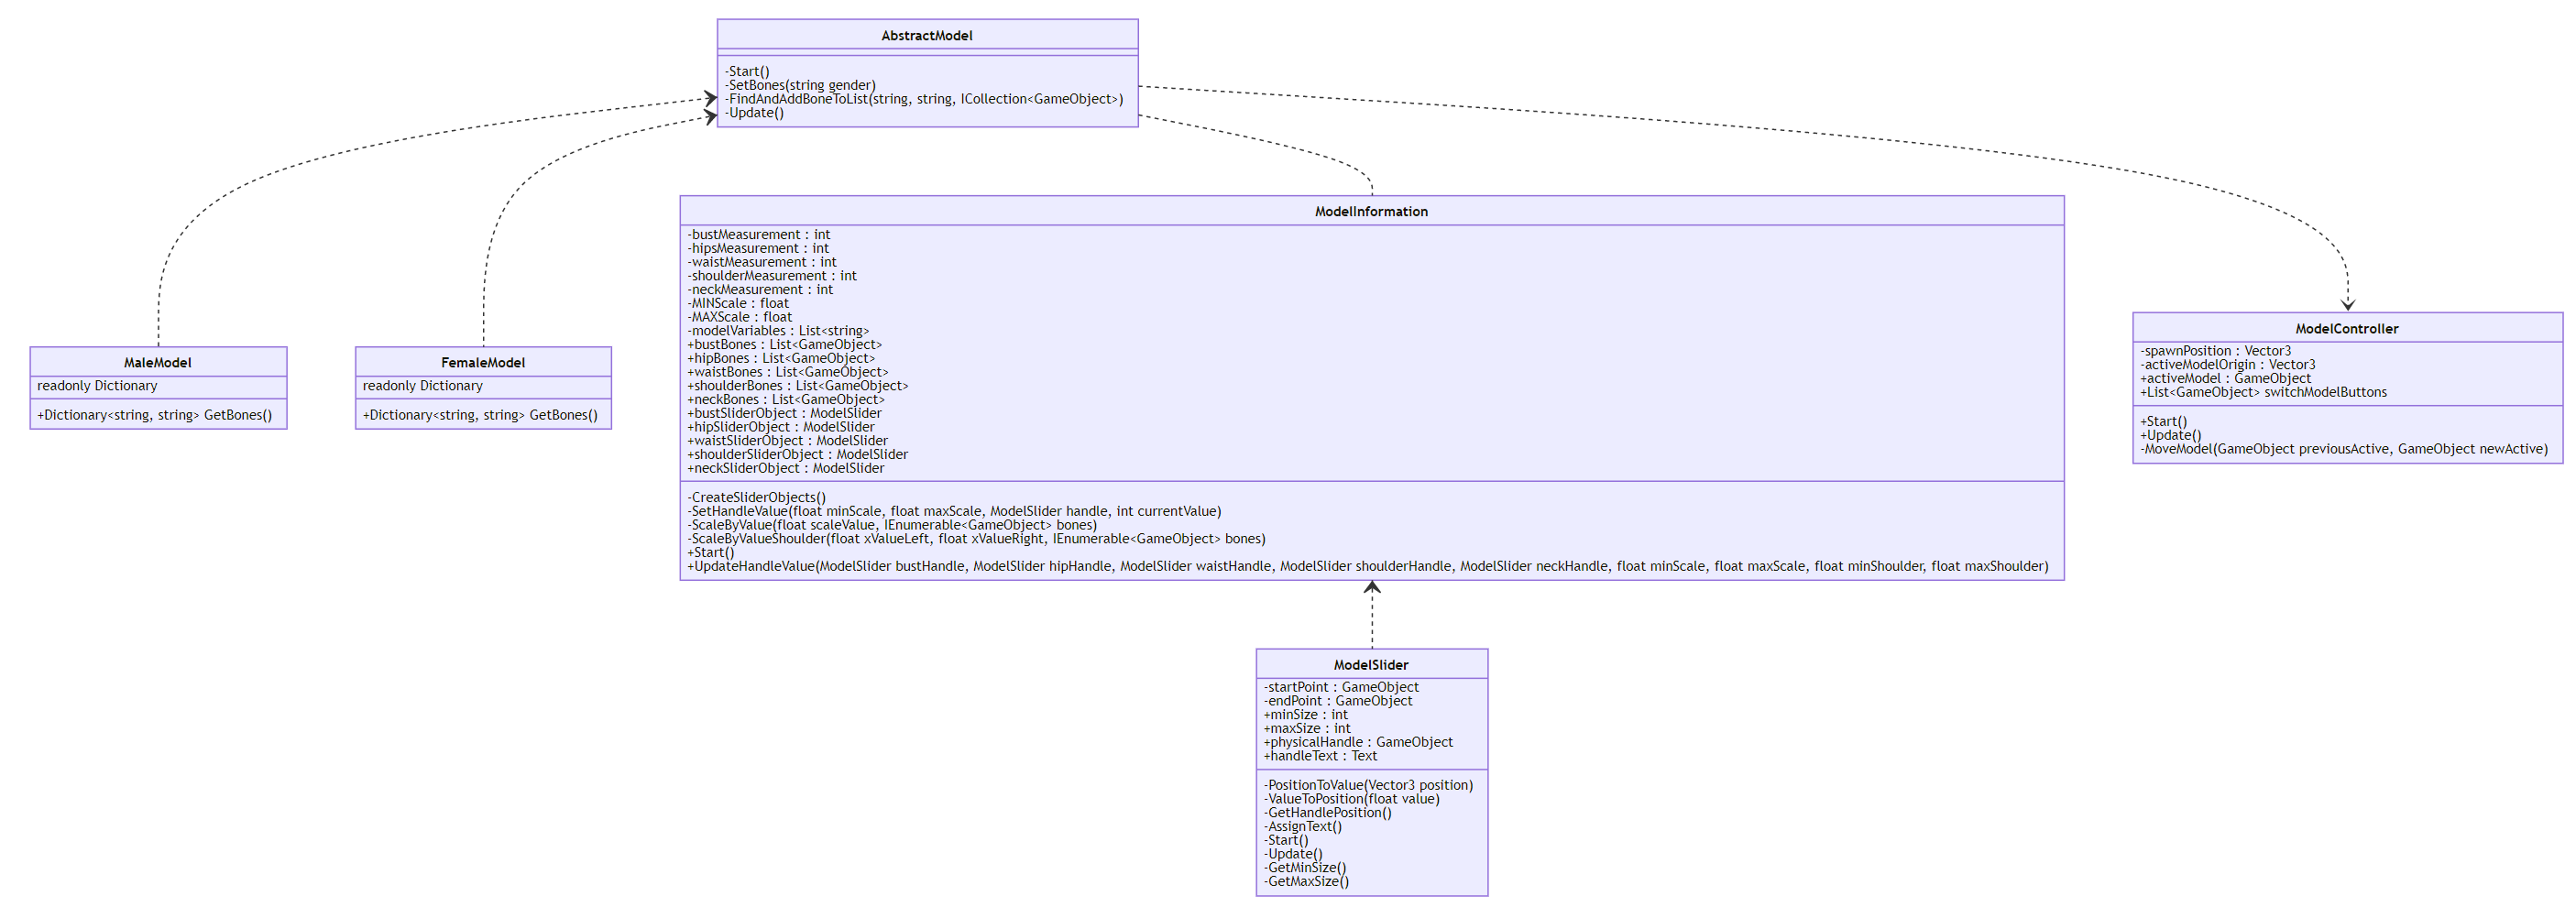 AbstractModel
-Start()
-SetBones(string gender)
-FindAndAddBoneToList(string, string, ICollection<GameObject>)
-Update()
MaleModel
readonly Dictionary
+Dictionary<string, string> GetBones()
FemaleModel
readonly Dictionary
+Dictionary<string, string> GetBones()
ModelInformation
-bustMeasurement : int
-hipsMeasurement : int
-waistMeasurement : int
-shoulderMeasurement : int
-neckMeasurement : int
-MINScale : float
-MAXScale : float
-modelVariables : List<string>
+bustBones : List<GameObject>
+hipBones : List<GameObject>
+waistBones : List<GameObject>
+shoulderBones : List<GameObject>
+neckBones : List<GameObject>
+bustSliderObject : ModelSlider
+hipSliderObject : ModelSlider
+waistSliderObject : ModelSlider
+shoulderSliderObject : ModelSlider
+neckSliderObject : ModelSlider
-CreateSliderObjects()
-SetHandleValue(float minScale, float maxScale, ModelSlider handle, int currentValue)
-ScaleByValue(float scaleValue, IEnumerable<GameObject> bones)
-ScaleByValueShoulder(float xValueLeft, float xValueRight, IEnumerable<GameObject> bones)
+Start()
+UpdateHandleValue(ModelSlider bustHandle, ModelSlider hipHandle, ModelSlider waistHandle, ModelSlider shoulderHandle, ModelSlider neckHandle, float minScale, float maxScale, float minShoulder, float maxShoulder)
ModelController
-spawnPosition : Vector3
-activeModelOrigin : Vector3
+activeModel : GameObject
+List<GameObject> switchModelButtons
+Start()
+Update()
-MoveModel(GameObject previousActive, GameObject newActive)
ModelSlider
-startPoint : GameObject
-endPoint : GameObject
+minSize : int
+maxSize : int
+physicalHandle : GameObject
+handleText : Text
-PositionToValue(Vector3 position)
-ValueToPosition(float value)
-GetHandlePosition()
-AssignText()
-Start()
-Update()
-GetMinSize()
-GetMaxSize()